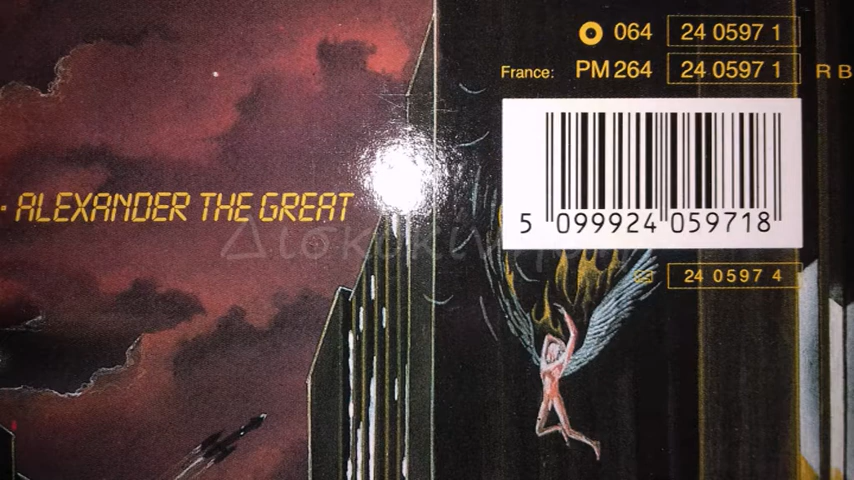 064 24 0597 1
France: PM 264 24 0597 1 R B
· ALEXANDER THE GREAT
5 099924 059718
24 0597 4